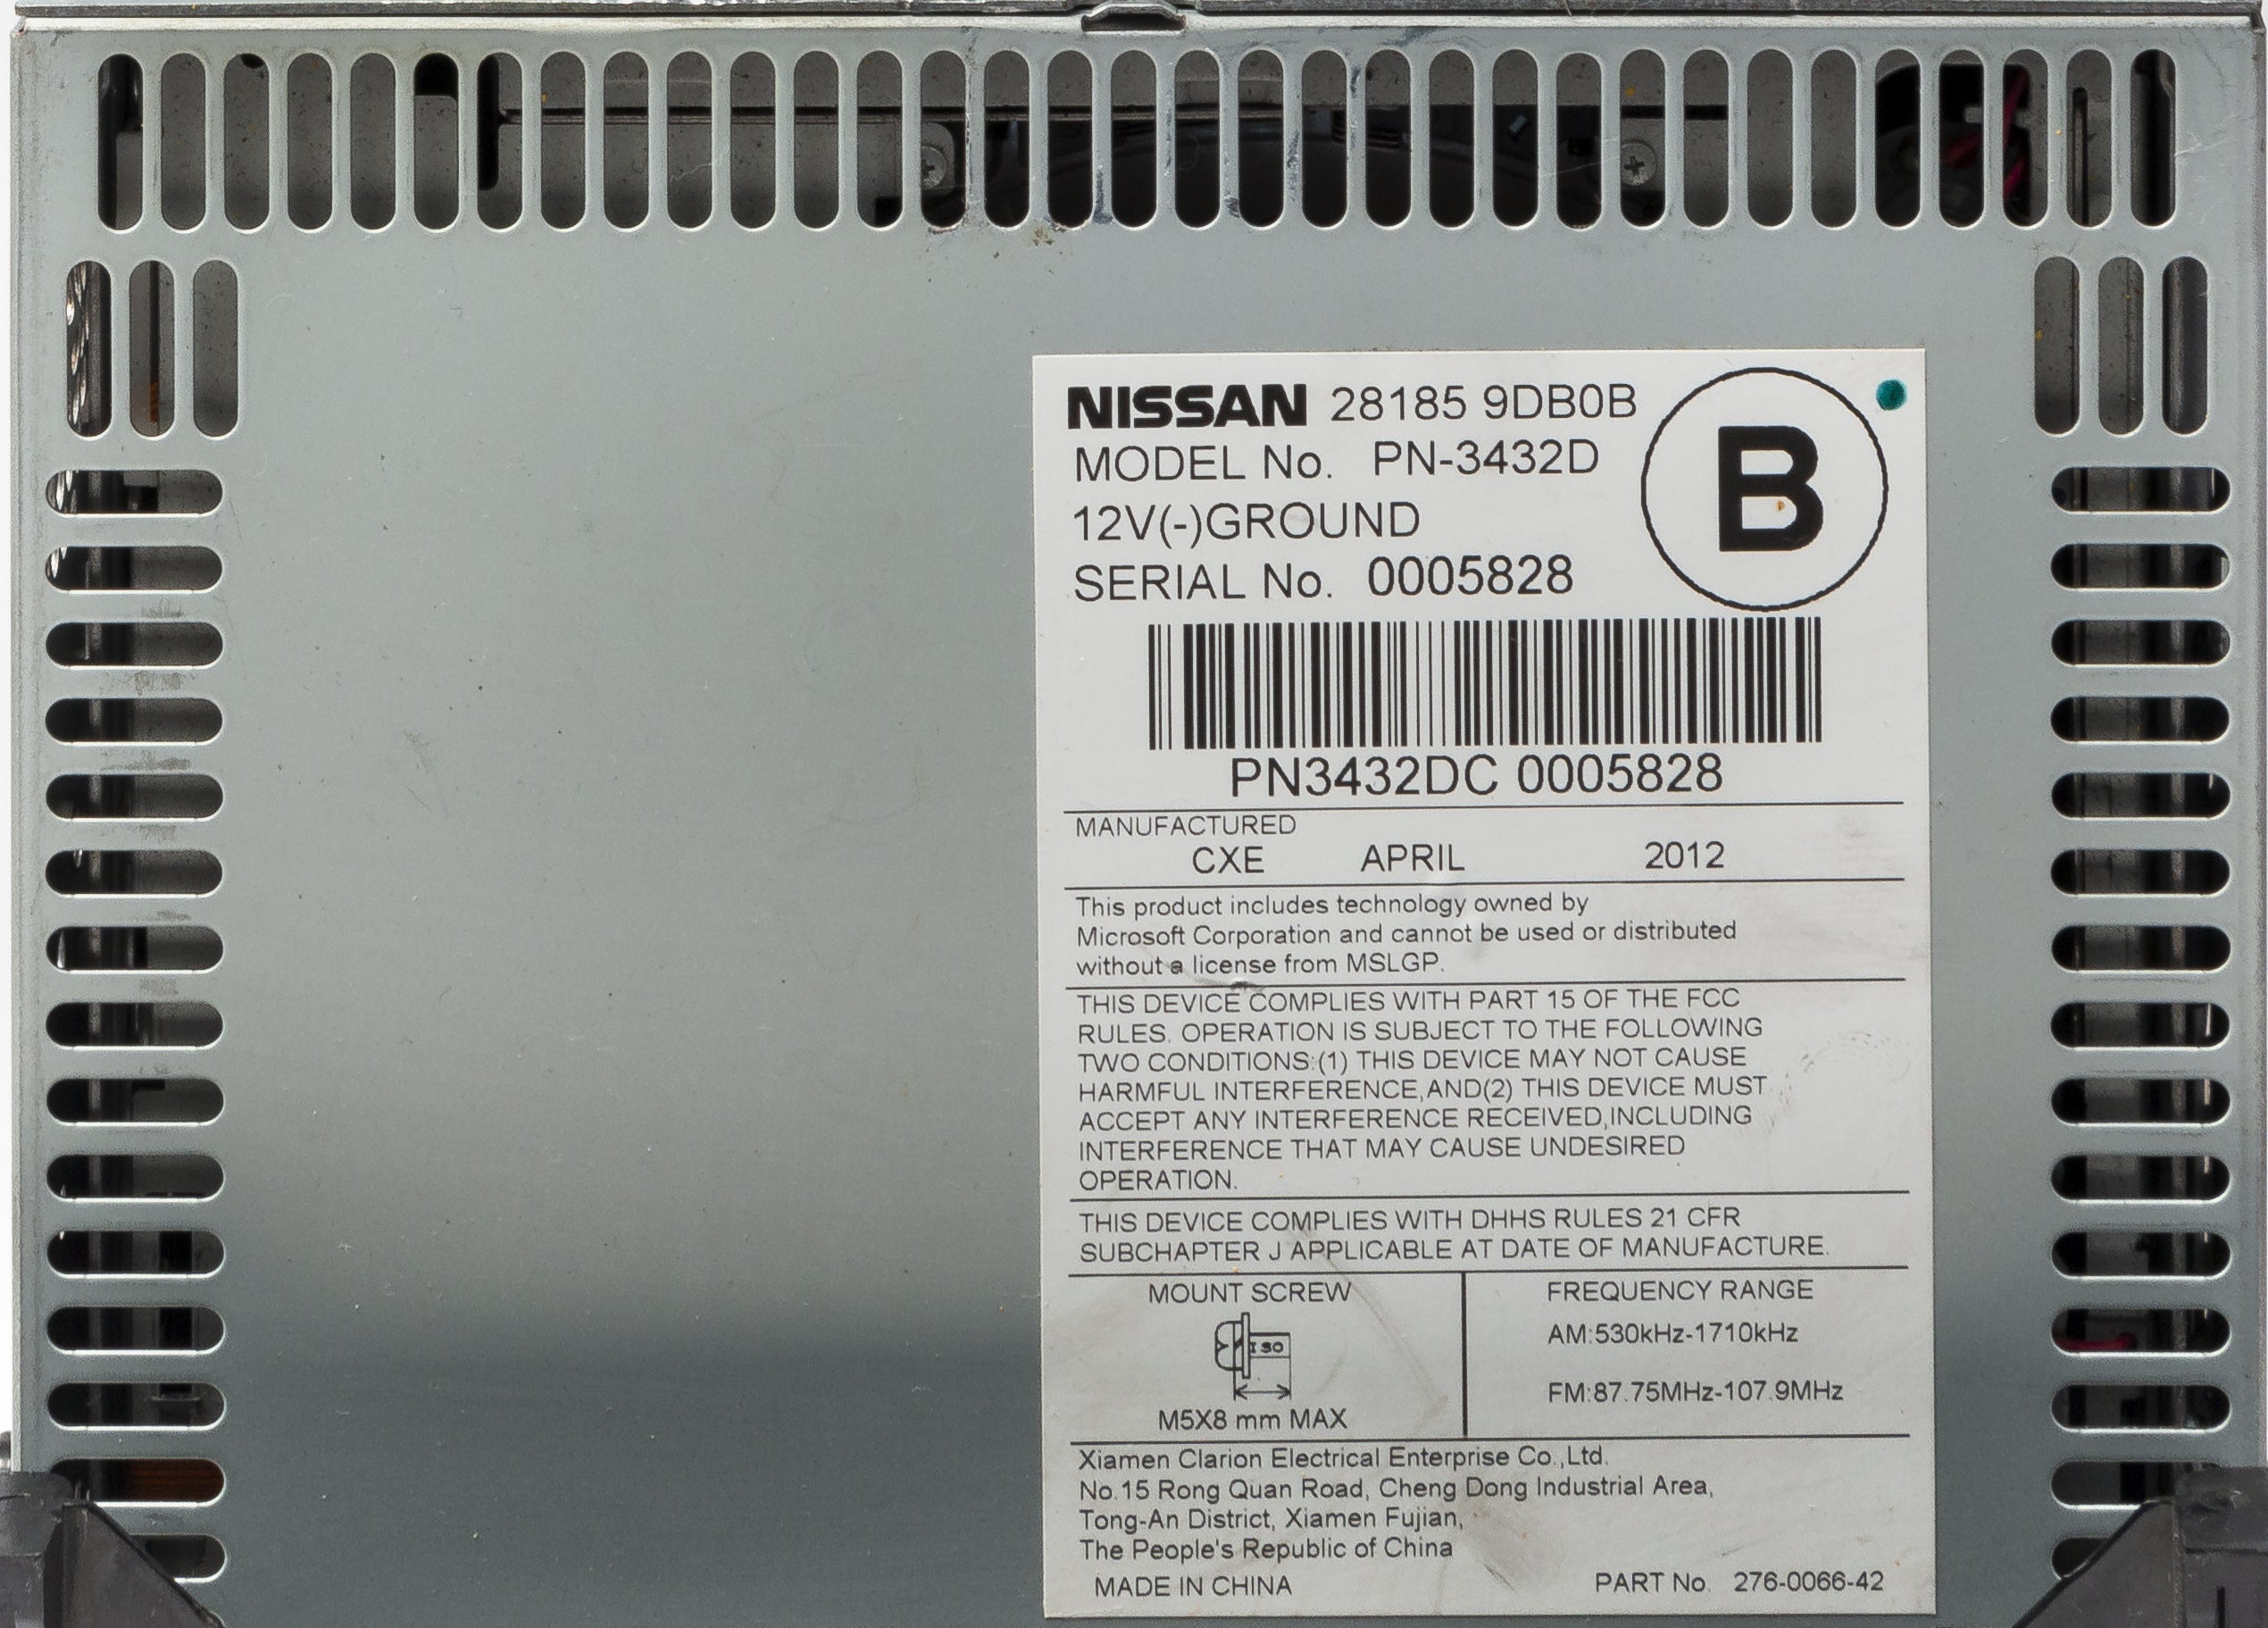 NISSAN 28185 9DB0B
B
MODEL No. PN-3432D
12V(-)GROUND
SERIAL No. 0005828
PN3432DC 0005828
MANUFACTURED
CXE APRIL 2012
This product includes technology owned by
Microsoft Corporation and cannot be used or distributed
without a license from MSLGP.
THIS DEVICE COMPLIES WITH PART 15 OF THE FCC
RULES. OPERATION IS SUBJECT TO THE FOLLOWING
TWO CONDITIONS:(1) THIS DEVICE MAY NOT CAUSE
HARMFUL INTERFERENCE,AND(2) THIS DEVICE MUST
ACCEPT ANY INTERFERENCE RECEIVED,INCLUDING
INTERFERENCE THAT MAY CAUSE UNDESIRED
OPERATION.
THIS DEVICE COMPLIES WITH DHHS RULES 21 CFR
SUBCHAPTER J APPLICABLE AT DATE OF MANUFACTURE.
MOUNT SCREW
ISO
M5X8 mm MAX
FREQUENCY RANGE
AM:530kHz-1710kHz
FM:87.75MHz-107.9MHz
Xiamen Clarion Electrical Enterprise Co.,Ltd.
No.15 Rong Quan Road, Cheng Dong Industrial Area,
Tong-An District, Xiamen Fujian,
The People's Republic of China
MADE IN CHINA PART No. 276-0066-42